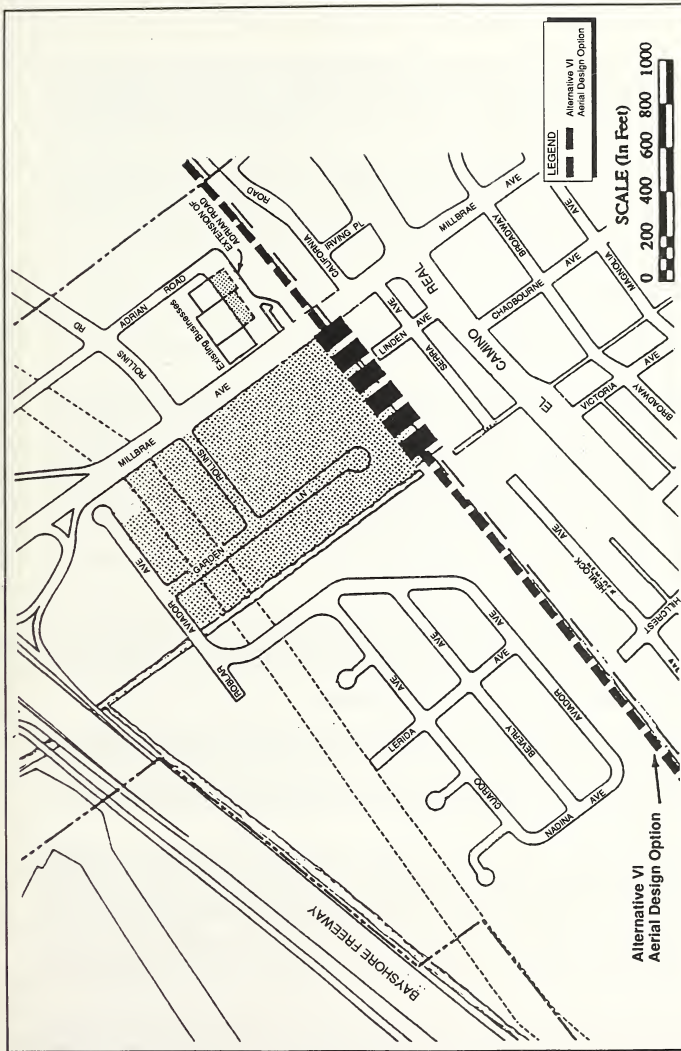 LEGEND
Alternative VI
Aerial Design Option
SCALE (In Feet)
0 200 400 600 800 1000
EXTENSION OF
ADRIAN ROAD
ROAD
CALIFORNIA
IRVING PL
MILLBRAE
AVE
BROADWAY
AVE
MAGNOLIA
CHADBOURNE
AVE
RD
ROLLINS
ADRIAN ROAD
Existing Businesses
MILLBRAE
AVE
ROLLINS
GARDEN
LN
AVIADOR
AVE
ROBLAR
LINDEN
AVE
SERRA
AVE
EL
CAMINO
REAL
VICTORIA
AVE
BROADWAY
HEMLOCK
AVE
HILLCREST
LERIDA
AVE
CUARDO
AVE
BEVERLY
AVE
AVIADOR
AVE
NADINA
AVE
BAYSHORE FREEWAY
Alternative VI
Aerial Design Option